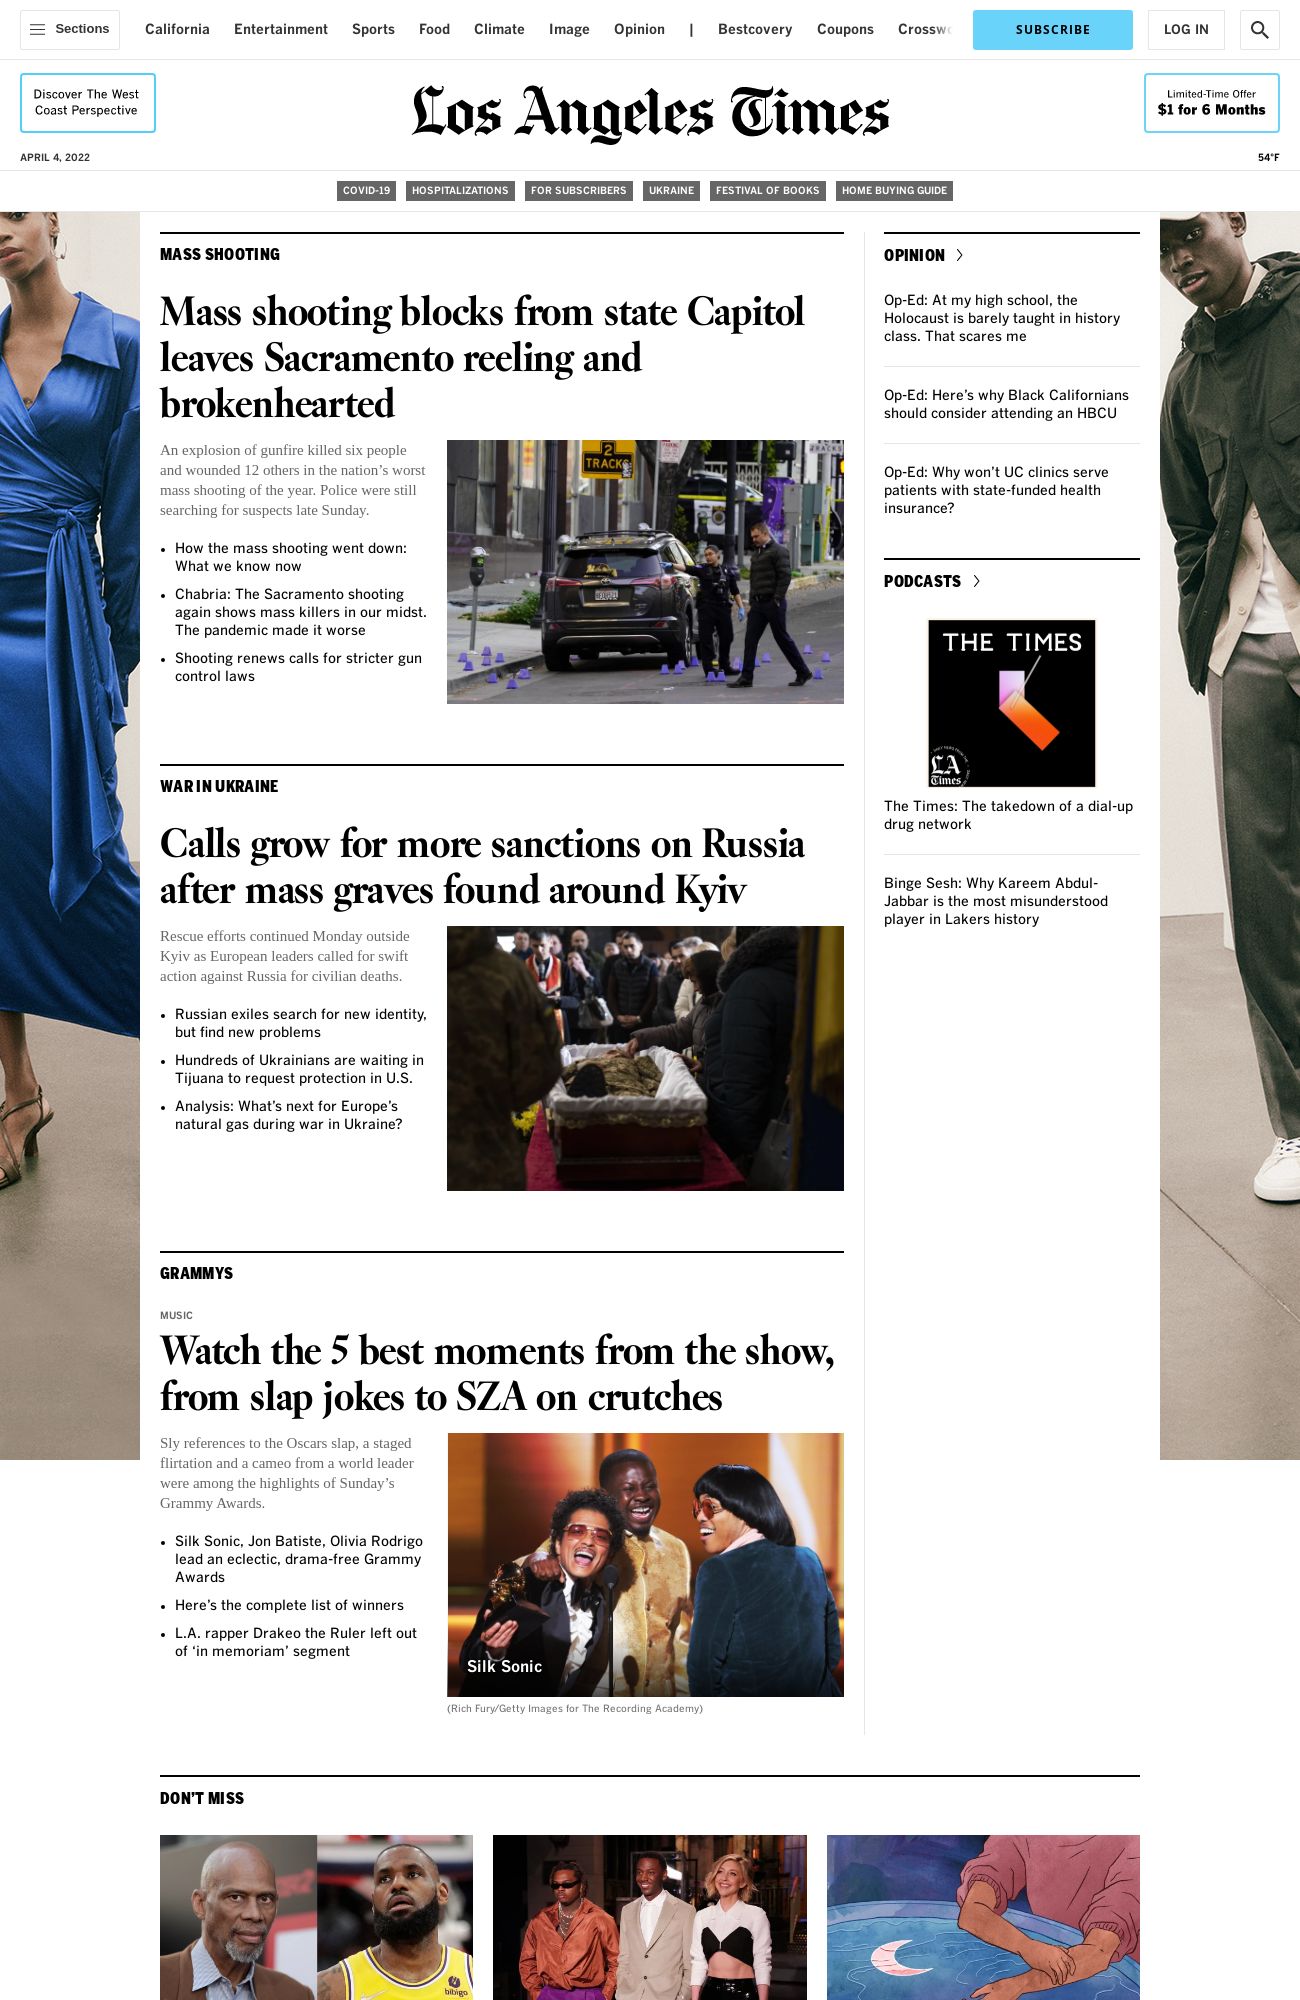 Sections
California
Entertainment
Sports
Food
Climate
Image
Opinion
|
Bestcovery
Coupons
Crossw
SUBSCRIBE
LOG IN
Discover The West
Coast Perspective
Los Angeles Times
Limited-Time Offer
$1 for 6 Months
APRIL 4, 2022
54°F
COVID-19
HOSPITALIZATIONS
FOR SUBSCRIBERS
UKRAINE
FESTIVAL OF BOOKS
HOME BUYING GUIDE
MASS SHOOTING
Mass shooting blocks from state Capitol
leaves Sacramento reeling and
brokenhearted
An explosion of gunfire killed six people
and wounded 12 others in the nation’s worst
mass shooting of the year. Police were still
searching for suspects late Sunday.
• How the mass shooting went down:
What we know now
• Chabria: The Sacramento shooting
again shows mass killers in our midst.
The pandemic made it worse
• Shooting renews calls for stricter gun
control laws
2
TRACKS
TRACKS
WAR IN UKRAINE
Calls grow for more sanctions on Russia
after mass graves found around Kyiv
Rescue efforts continued Monday outside
Kyiv as European leaders called for swift
action against Russia for civilian deaths.
• Russian exiles search for new identity,
but find new problems
• Hundreds of Ukrainians are waiting in
Tijuana to request protection in U.S.
• Analysis: What’s next for Europe’s
natural gas during war in Ukraine?
GRAMMYS
MUSIC
Watch the 5 best moments from the show,
from slap jokes to SZA on crutches
Sly references to the Oscars slap, a staged
flirtation and a cameo from a world leader
were among the highlights of Sunday’s
Grammy Awards.
• Silk Sonic, Jon Batiste, Olivia Rodrigo
lead an eclectic, drama-free Grammy
Awards
• Here’s the complete list of winners
• L.A. rapper Drakeo the Ruler left out
of ‘in memoriam’ segment
Silk Sonic
(Rich Fury/Getty Images for The Recording Academy)
OPINION
Op-Ed: At my high school, the
Holocaust is barely taught in history
class. That scares me
Op-Ed: Here’s why Black Californians
should consider attending an HBCU
Op-Ed: Why won’t UC clinics serve
patients with state-funded health
insurance?
PODCASTS
THE TIMES
LA
Times
The Times: The takedown of a dial-up
drug network
Binge Sesh: Why Kareem Abdul-
Jabbar is the most misunderstood
player in Lakers history
DON’T MISS
bibigo